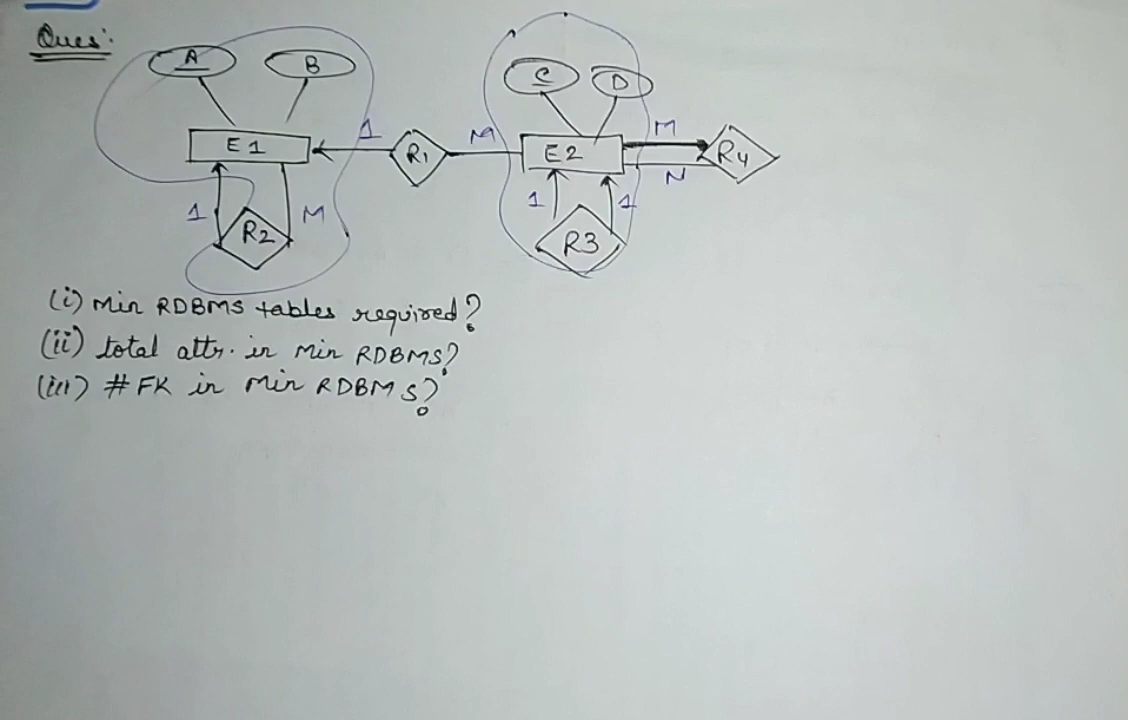 Ques:
A B C D
E1 1 R1 M E2 M R4
N
1 R2 M 1 R3 1
(i) Min RDBMS tables required?
(ii) total attr. in Min RDBMS?
(iii) # FK in Min RDBMS?